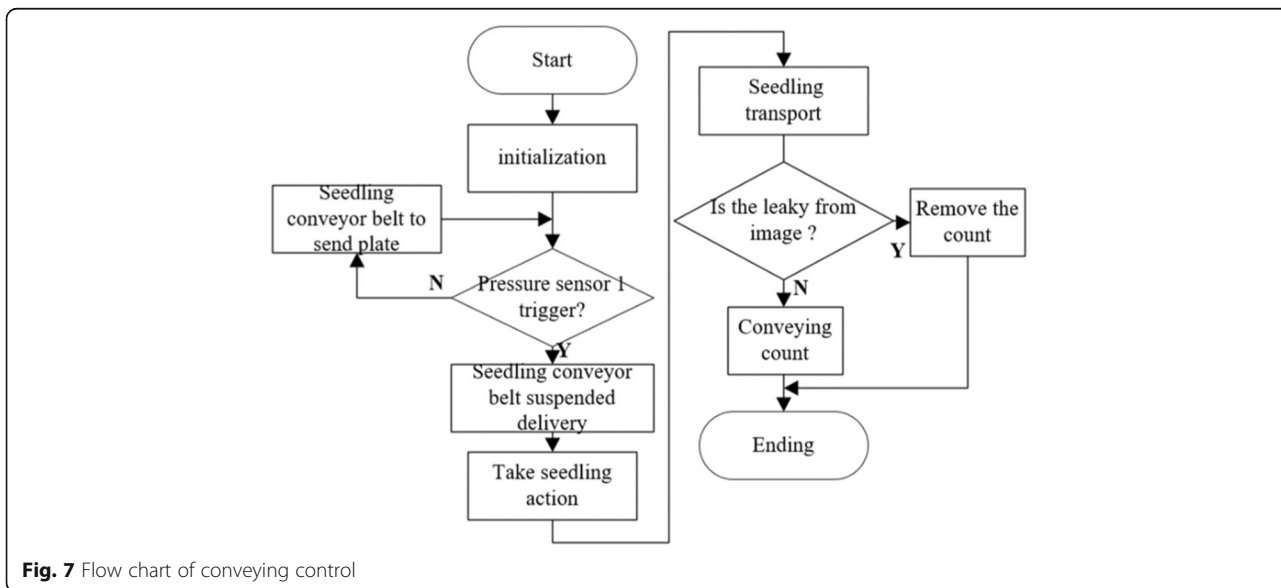 Start
initialization
Seedling
conveyor belt to
send plate
N
Pressure sensor 1
trigger?
Y
Seedling conveyor
belt suspended
delivery
Take seedling
action
Seedling
transport
Is the leaky from
image ?
Y
Remove the
count
N
Conveying
count
Ending
Fig. 7 Flow chart of conveying control